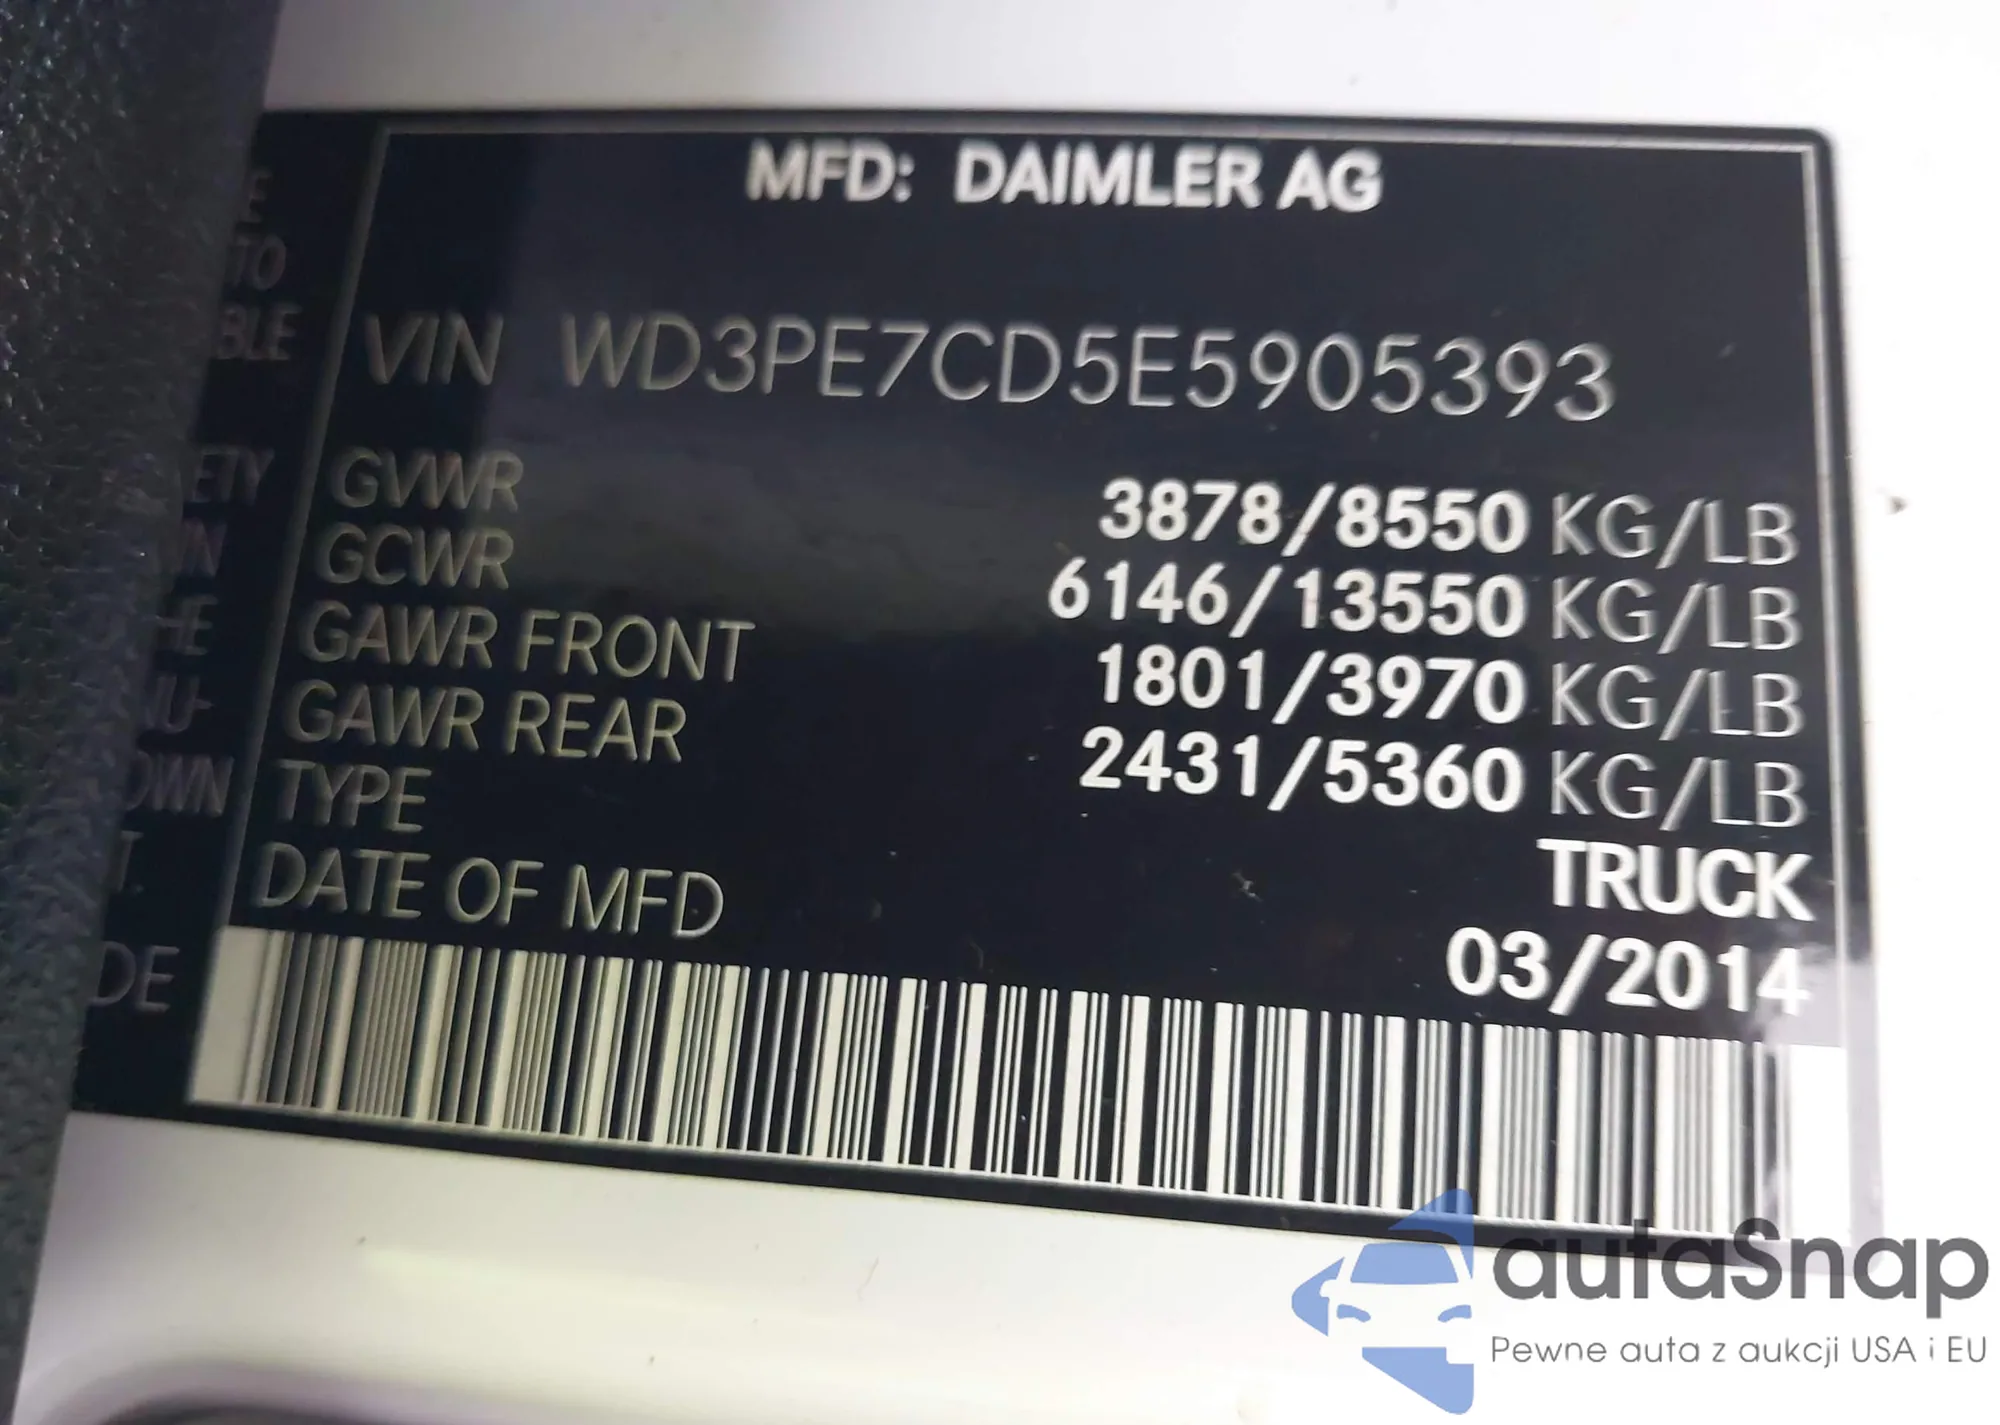 MFD: DAIMLER AG
VIN WD3PE7CD5E5905393
GVWR 3878/8550 KG/LB
GCWR 6146/13550 KG/LB
GAWR FRONT 1801/3970 KG/LB
GAWR REAR 2431/5360 KG/LB
TYPE TRUCK
DATE OF MFD 03/2014
autaSnap
Pewne auta z aukcji USA i EU